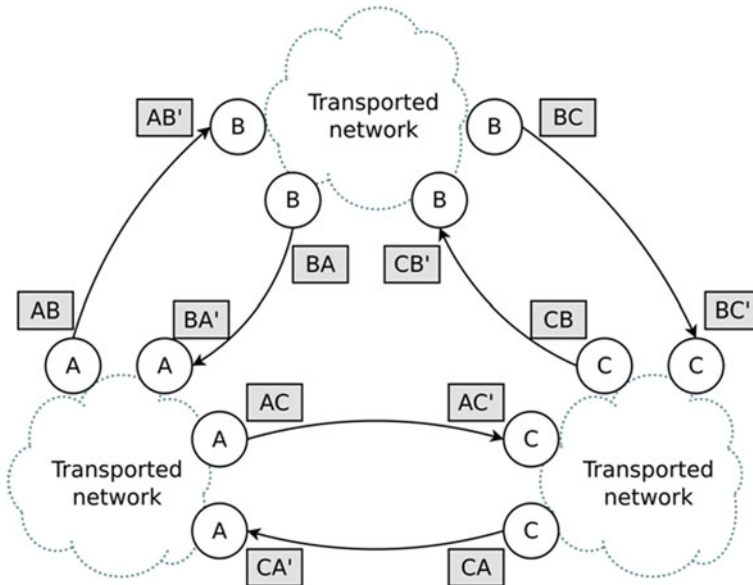 Transported
network
AB'
B
B
BC
B
B
BA
CB'
AB
BA'
CB
BC'
A
A
C
C
AC
AC'
A
C
Transported
network
Transported
network
A
C
CA'
CA